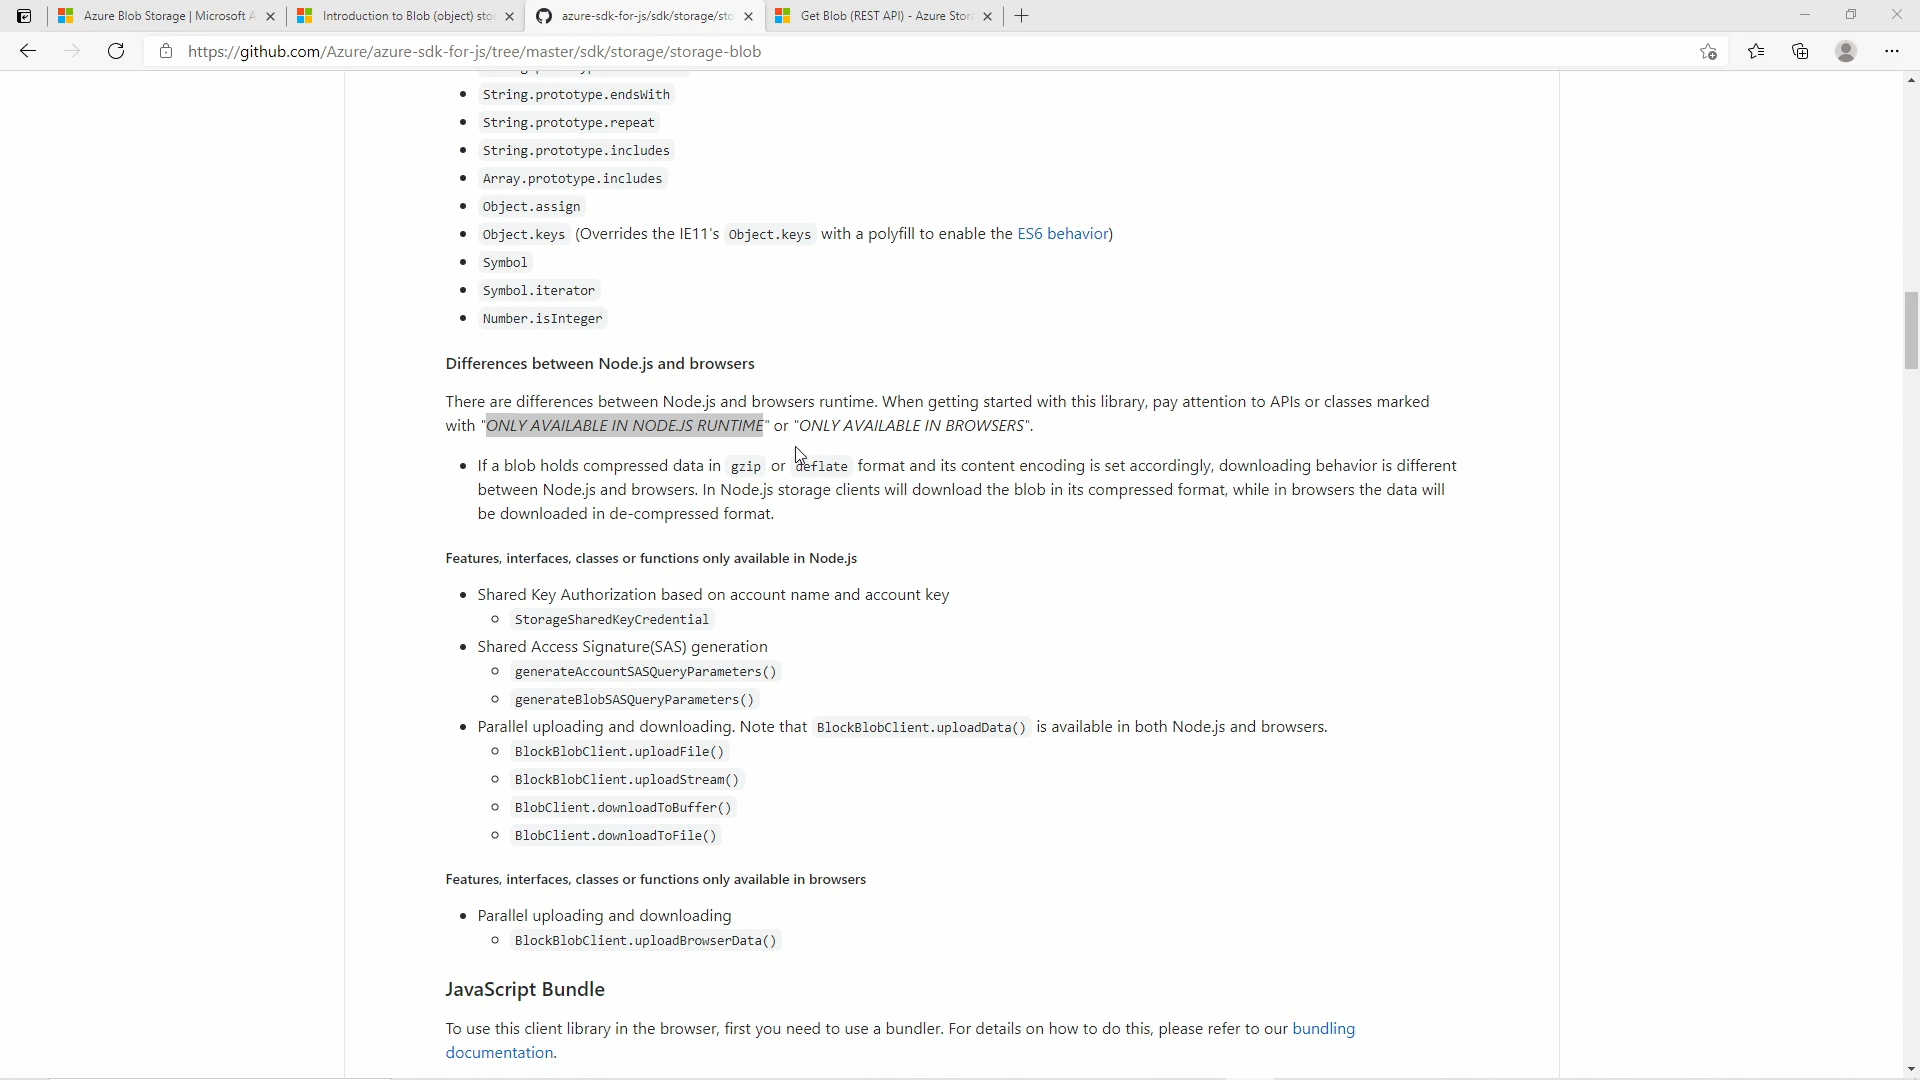 Azure Blob Storage | Microsoft A
Introduction to Blob (object) sto
azure-sdk-for-js/sdk/storage/sto
Get Blob (REST API) - Azure Stor
https://github.com/Azure/azure-sdk-for-js/tree/master/sdk/storage/storage-blob
String.prototype.endsWith
String.prototype.repeat
String.prototype.includes
Array.prototype.includes
Object.assign
Object.keys (Overrides the IE11's Object.keys with a polyfill to enable the ES6 behavior)
Symbol
Symbol.iterator
Number.isInteger
Differences between Node.js and browsers
There are differences between Node.js and browsers runtime. When getting started with this library, pay attention to APIs or classes marked
with "ONLY AVAILABLE IN NODE.JS RUNTIME" or "ONLY AVAILABLE IN BROWSERS".
If a blob holds compressed data in gzip or deflate format and its content encoding is set accordingly, downloading behavior is different
between Node.js and browsers. In Node.js storage clients will download the blob in its compressed format, while in browsers the data will
be downloaded in de-compressed format.
Features, interfaces, classes or functions only available in Node.js
Shared Key Authorization based on account name and account key
StorageSharedKeyCredential
Shared Access Signature(SAS) generation
generateAccountSASQueryParameters()
generateBlobSASQueryParameters()
Parallel uploading and downloading. Note that BlockBlobClient.uploadData() is available in both Node.js and browsers.
BlockBlobClient.uploadFile()
BlockBlobClient.uploadStream()
BlobClient.downloadToBuffer()
BlobClient.downloadToFile()
Features, interfaces, classes or functions only available in browsers
Parallel uploading and downloading
BlockBlobClient.uploadBrowserData()
JavaScript Bundle
To use this client library in the browser, first you need to use a bundler. For details on how to do this, please refer to our bundling
documentation.